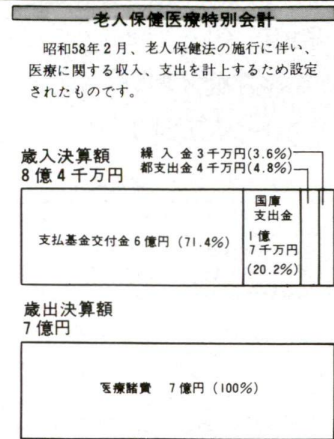 老人保健医療特別会計
昭和58年2月、老人保健法の施行に伴い、
医療に関する収入、支出を計上するため設定
されたものです。
歳入決算額
8億4千万円
繰入金3千万円(3.6%)
都支出金4千万円(4.8%)
支払基金交付金6億円(71.4%)
国庫
支出金
1億
7千万円
(20.2%)
歳出決算額
7億円
医療諸費 7億円(100%)